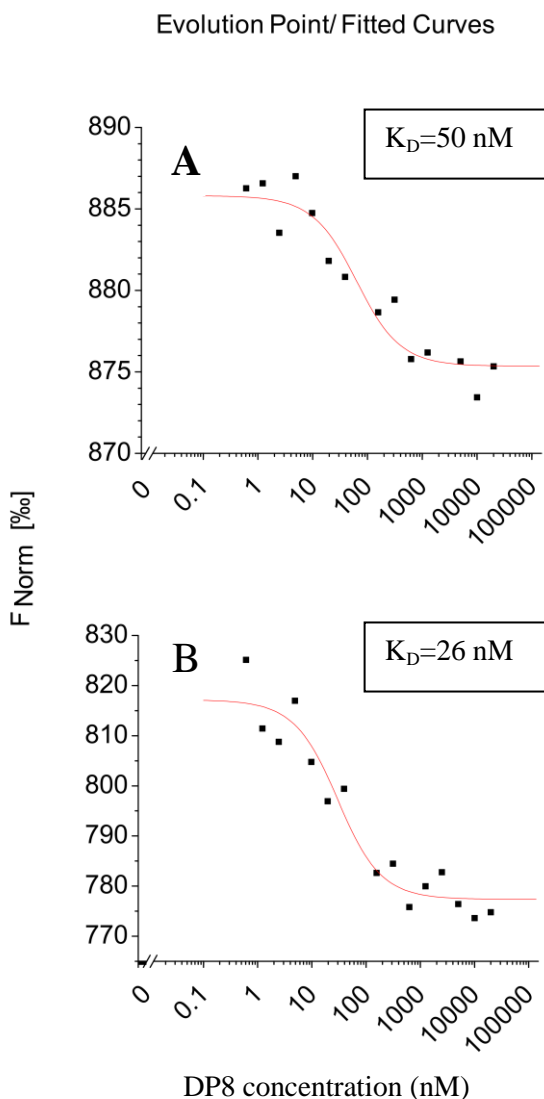 Evolution Point/ Fitted Curves
A
K_D=50 nM
890
885
880
875
870
0 0.1 1 10 100 1000 10000 100000
F Norm [‰]
B
K_D=26 nM
830
820
810
800
790
780
770
0 0.1 1 10 100 1000 10000 100000
DP8 concentration (nM)